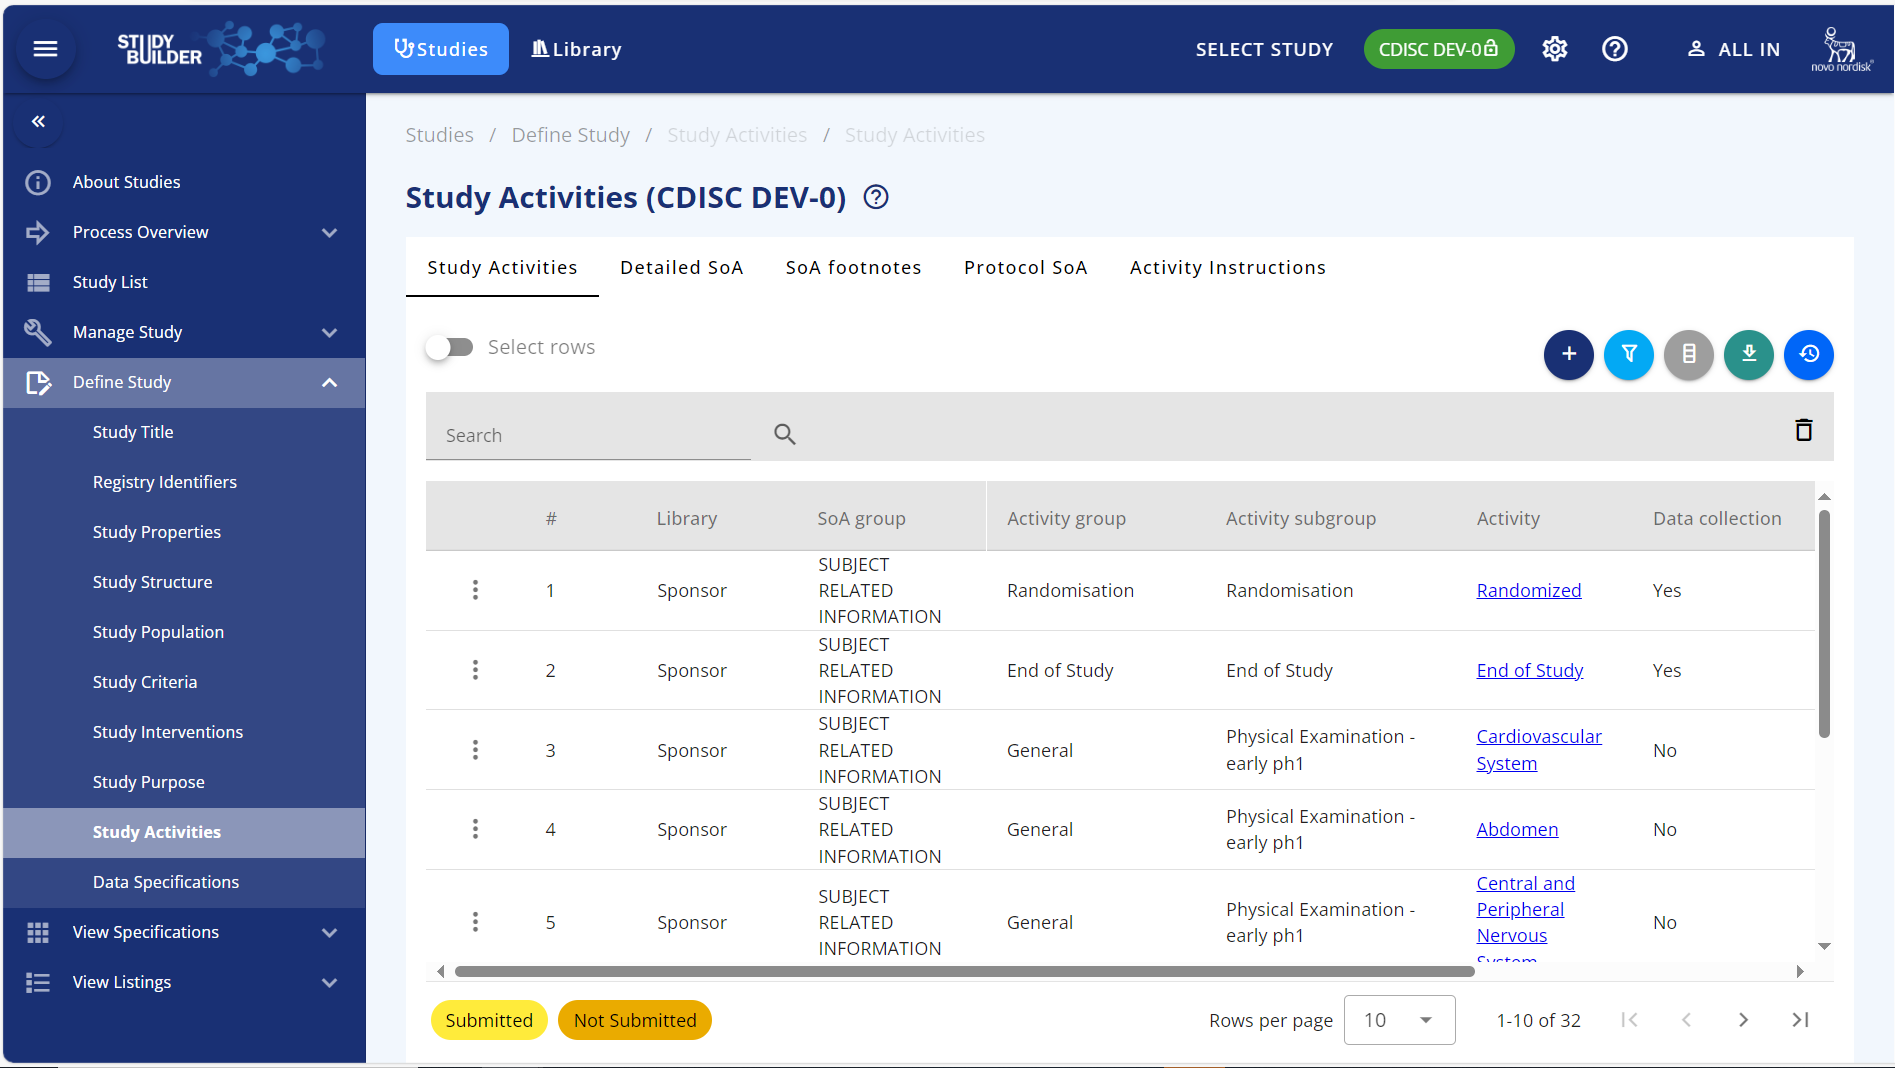 STUDY
BUILDER
Studies
Library
SELECT STUDY
CDISC DEV-0
ALL IN
novo nordisk
About Studies
Process Overview
Study List
Manage Study
Define Study
Study Title
Registry Identifiers
Study Properties
Study Structure
Study Population
Study Criteria
Study Interventions
Study Purpose
Study Activities
Data Specifications
View Specifications
View Listings
Studies / Define Study / Study Activities / Study Activities
Study Activities (CDISC DEV-0)
Study Activities Detailed SoA SoA footnotes Protocol SoA Activity Instructions
Select rows
Search
# Library SoA group Activity group Activity subgroup Activity Data collection
1 Sponsor SUBJECT RELATED INFORMATION Randomisation Randomisation Randomized Yes
2 Sponsor SUBJECT RELATED INFORMATION End of Study End of Study End of Study Yes
3 Sponsor SUBJECT RELATED INFORMATION General Physical Examination - early ph1 Cardiovascular System No
4 Sponsor SUBJECT RELATED INFORMATION General Physical Examination - early ph1 Abdomen No
5 Sponsor SUBJECT RELATED INFORMATION General Physical Examination - early ph1 Central and Peripheral Nervous System No
Submitted Not Submitted Rows per page 10 1-10 of 32